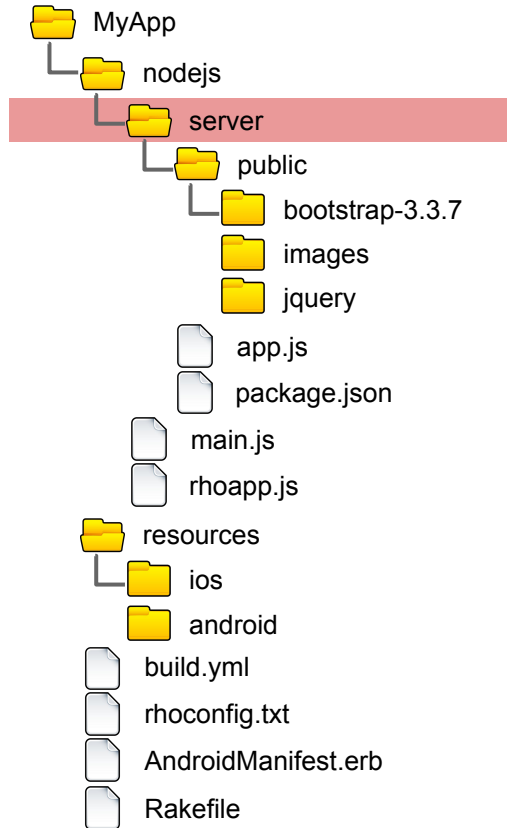 MyApp
nodejs
server
public
bootstrap-3.3.7
images
jquery
app.js
package.json
main.js
rhoapp.js
resources
ios
android
build.yml
rhoconfig.txt
AndroidManifest.erb
Rakefile